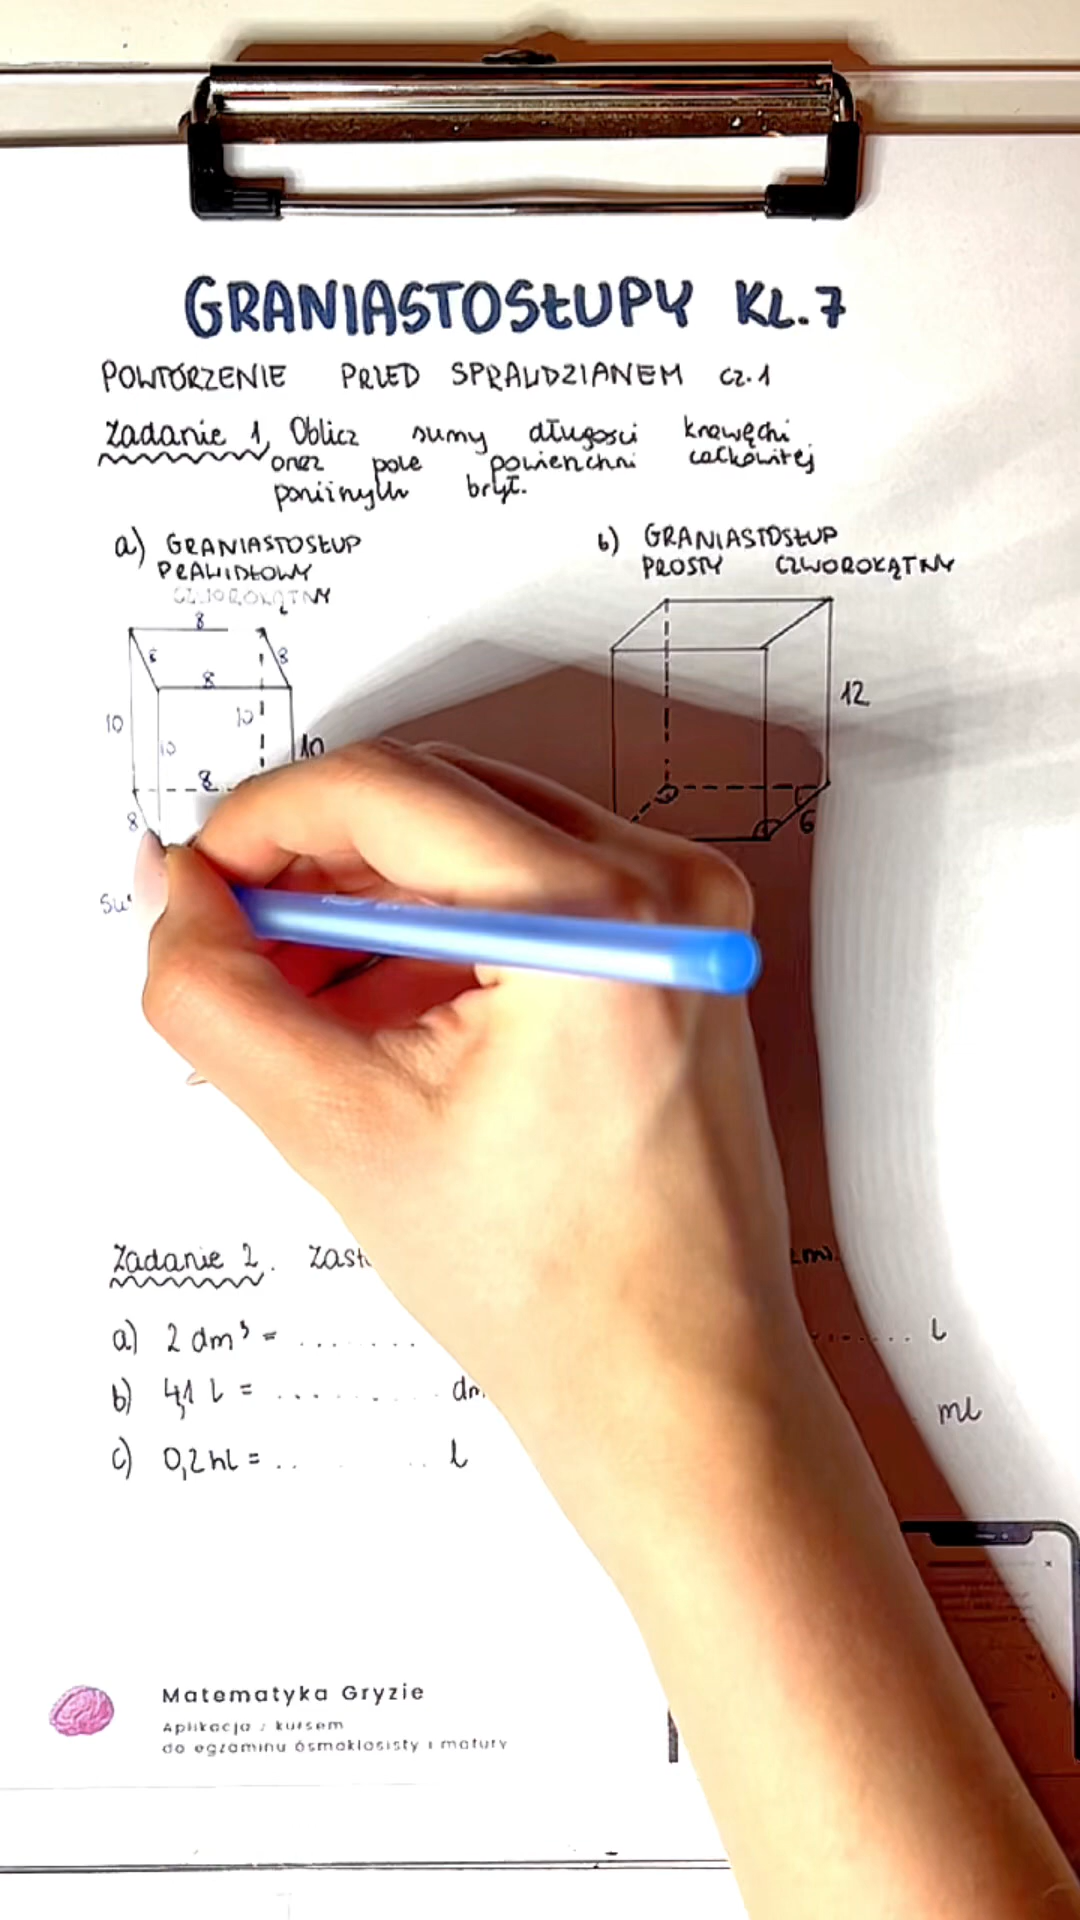 GRANIASTOSŁUPY KL.7
POWTÓRZENIE PRZED SPRAWDZIANEM cz.1
Zadanie 1, Oblicz sumy długości krawędzi
oraz pole powierzchni całkowitej
poniższych brył.
a) GRANIASTOSŁUP
PRAWIDŁOWY
CZWOROKĄTNY
b) GRANIASTOSŁUP
PROSTY CZWOROKĄTNY
8
8
8
8
10
10
10
10
8
8
12
6
Zadanie 2.
a) 2 dm³ = ........ l
b) 4,1 l = ........ ml
c) 0,2 hl = .. .. l
Matematyka Gryzie
Aplikacja z kursem
do egzaminu ósmoklasisty i matury